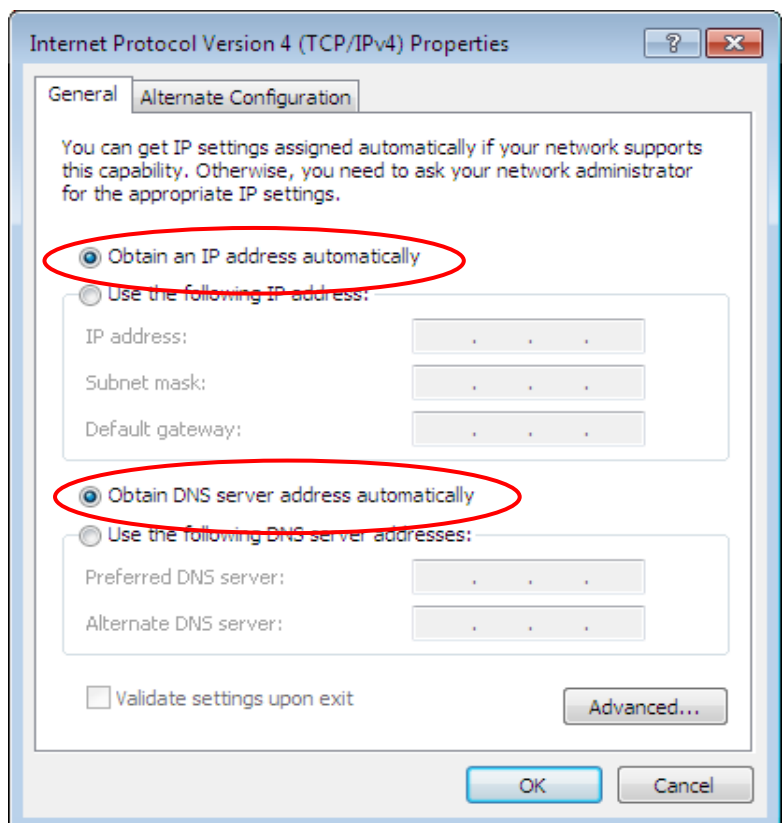 Internet Protocol Version 4 (TCP/IPv4) Properties
?
General
Alternate Configuration
You can get IP settings assigned automatically if your network supports
this capability. Otherwise, you need to ask your network administrator
for the appropriate IP settings.
Obtain an IP address automatically
Use the following IP address:
IP address:
. . .
Subnet mask:
. . .
Default gateway:
. . .
Obtain DNS server address automatically
Use the following DNS server addresses:
Preferred DNS server:
. . .
Alternate DNS server:
. . .
Validate settings upon exit
Advanced...
OK
Cancel